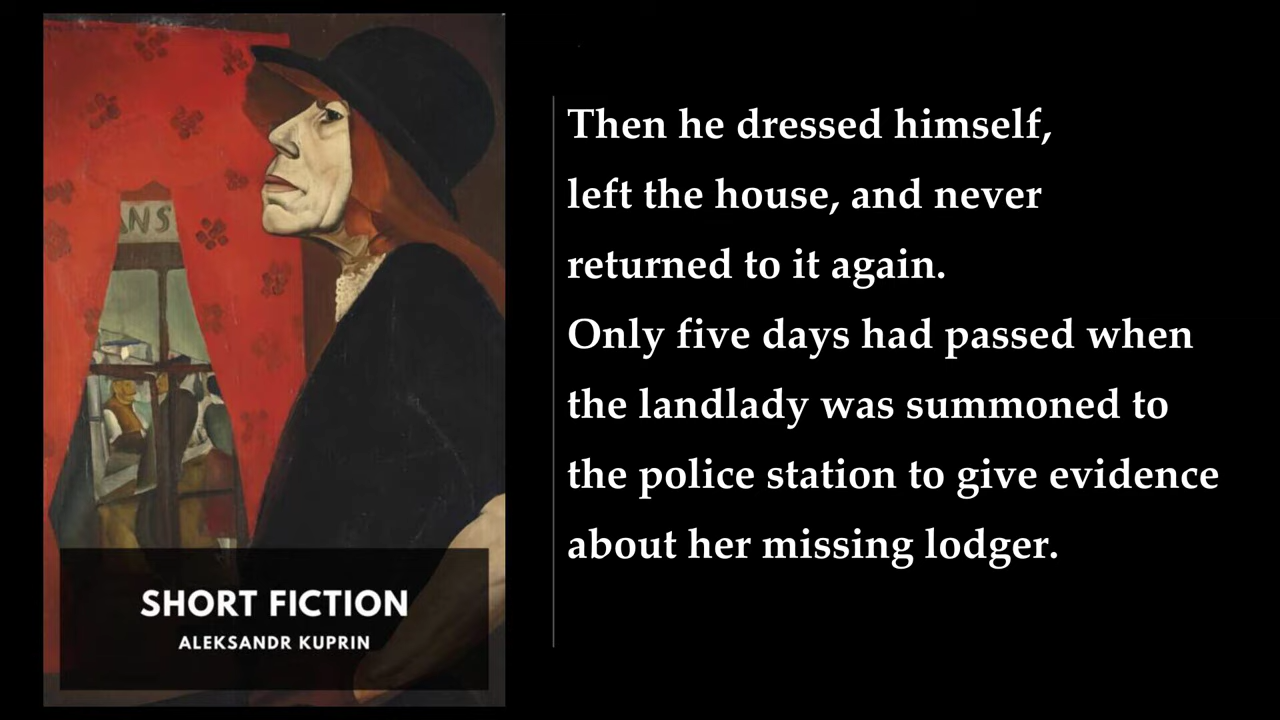 ANS
SHORT FICTION
ALEKSANDR KUPRIN
Then he dressed himself,
left the house, and never
returned to it again.
Only five days had passed when
the landlady was summoned to
the police station to give evidence
about her missing lodger.